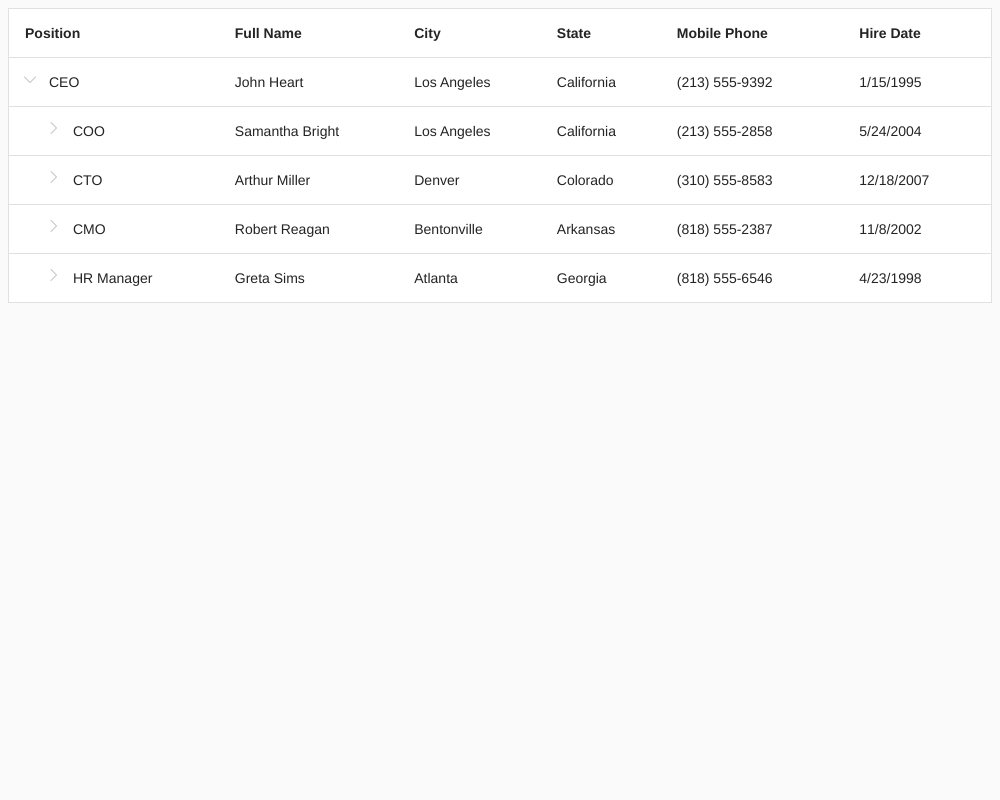 Position Full Name City State Mobile Phone Hire Date
CEO John Heart Los Angeles California (213) 555-9392 1/15/1995
COO Samantha Bright Los Angeles California (213) 555-2858 5/24/2004
CTO Arthur Miller Denver Colorado (310) 555-8583 12/18/2007
CMO Robert Reagan Bentonville Arkansas (818) 555-2387 11/8/2002
HR Manager Greta Sims Atlanta Georgia (818) 555-6546 4/23/1998